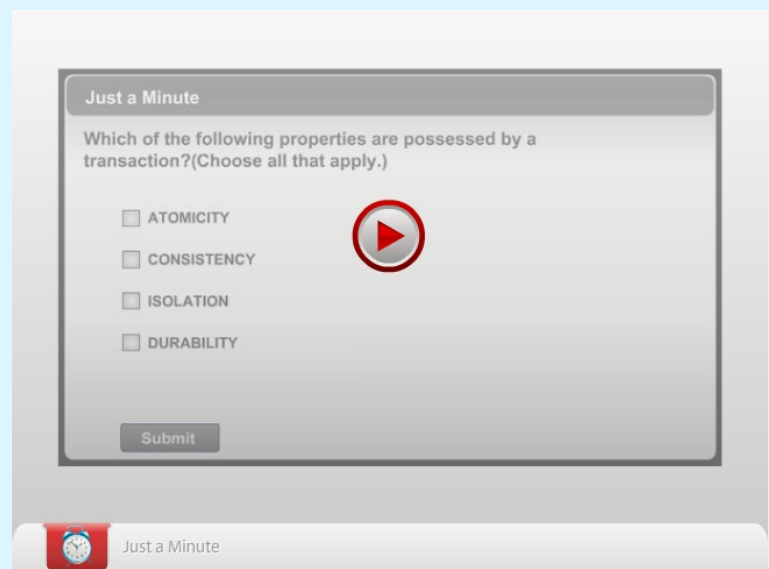 Just a Minute
Which of the following properties are possessed by a
transaction?(Choose all that apply.)
ATOMICITY
CONSISTENCY
ISOLATION
DURABILITY
Submit
Just a Minute